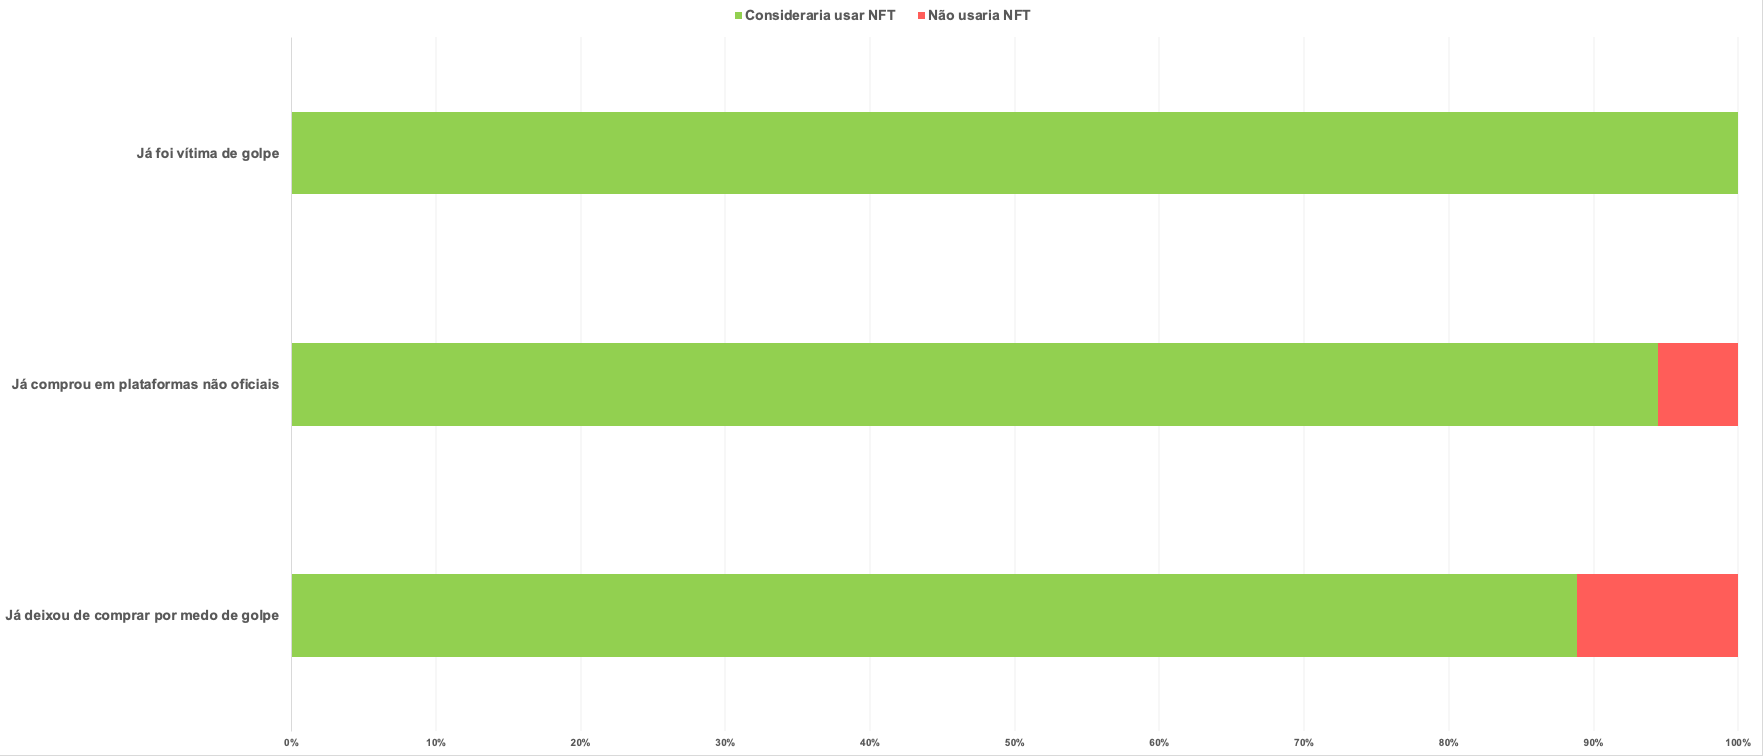 Consideraria usar NFT Não usaria NFT
Já foi vítima de golpe
Já comprou em plataformas não oficiais
Já deixou de comprar por medo de golpe
0% 10% 20% 30% 40% 50% 60% 70% 80% 90% 100%